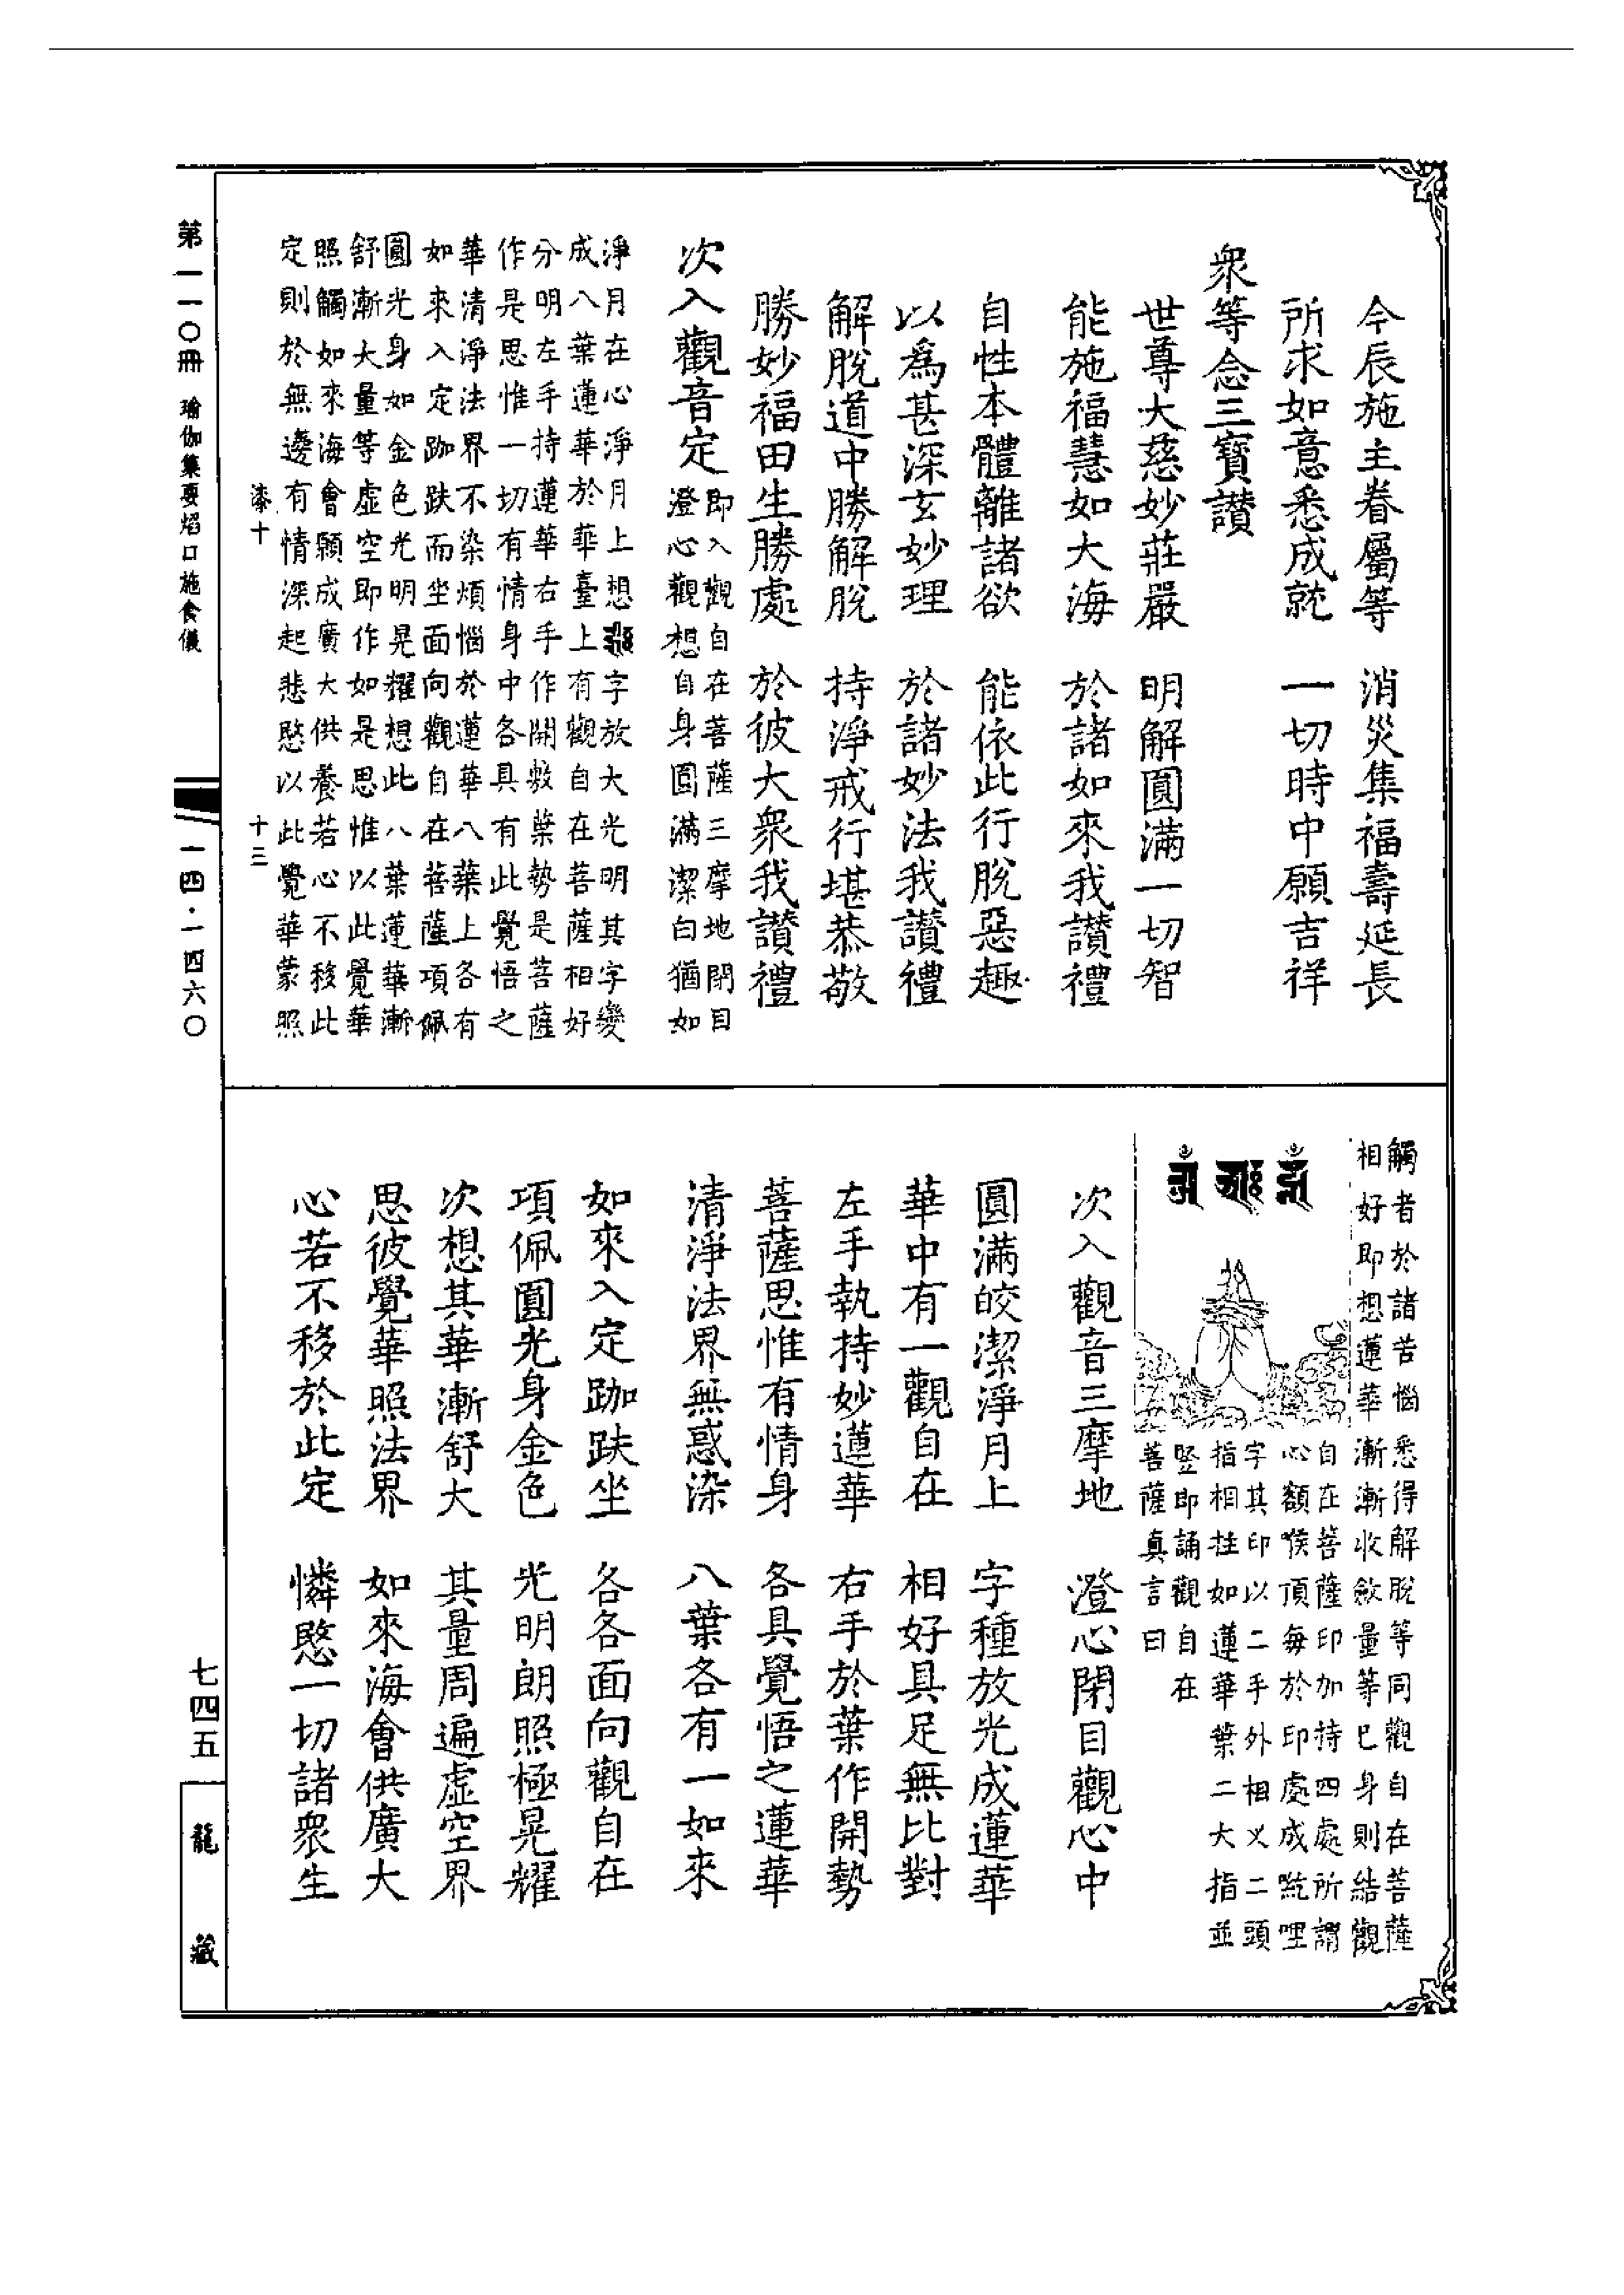 今辰施主眷屬等　消災集福壽延長
所求如意悉成就　一切時中願吉祥
衆等念三寶讚
世尊大慈妙莊嚴　明解圓滿一切智
能施福慧如大海　於諸如來我讚禮
自性本體離諸欲　能依此行脫惡趣
以爲甚深玄妙理　於諸妙法我讚禮
解脫道中勝解脫　持淨戒行堪恭敬
勝妙福田生勝處　於彼大衆我讚禮
次入觀音定
即入觀自在菩薩三摩地閉目
澄心觀想自身圓滿潔白猶如
淨月在心淨月上想字放大光明其字變
成八葉蓮華於華臺上有觀自在菩薩相好
分明左手持蓮華右手作開敷葉勢是菩薩
作是思惟一切有情身中各具有此覺悟之
華清淨法界不染煩惱於蓮華八葉上各有
如來入定跏趺而坐面向觀自在菩薩項佩
圓光身如金色光明晃耀想此八葉蓮華漸
舒漸大量等虛空即作如是思惟以此覺華
照觸如來海會願成廣大供養若心不移此
定則於無邊有情深起悲愍以此覺華蒙照
漆十　十三
觸者於諸苦惱悉得解脫等同觀自在菩薩
相好即想蓮華漸漸收斂量等己身則結觀
自在菩薩印加持四處所謂
心額喉頂每於印處成吽哩
字其印以二手外相叉二頭
指相拄如蓮華葉二大指並
竪即誦觀自在
菩薩真言曰
次入觀音三摩地　澄心閉目觀心中
圓滿皎潔淨月上　字種放光成蓮華
華中有一觀自在　相好具足無比對
左手執持妙蓮華　右手於葉作開勢
菩薩思惟有情身　各具覺悟之蓮華
清淨法界無惑染　八葉各有一如來
如來入定跏趺坐　各各面向觀自在
項佩圓光身金色　光明朗照極晃耀
次想其華漸舒大　其量周遍虛空界
思彼覺華照法界　如來海會供廣大
心若不移於此定　憐愍一切諸衆生
第一一〇冊　瑜伽集要焰口施食儀　一四·一四六〇　七四五　龍藏